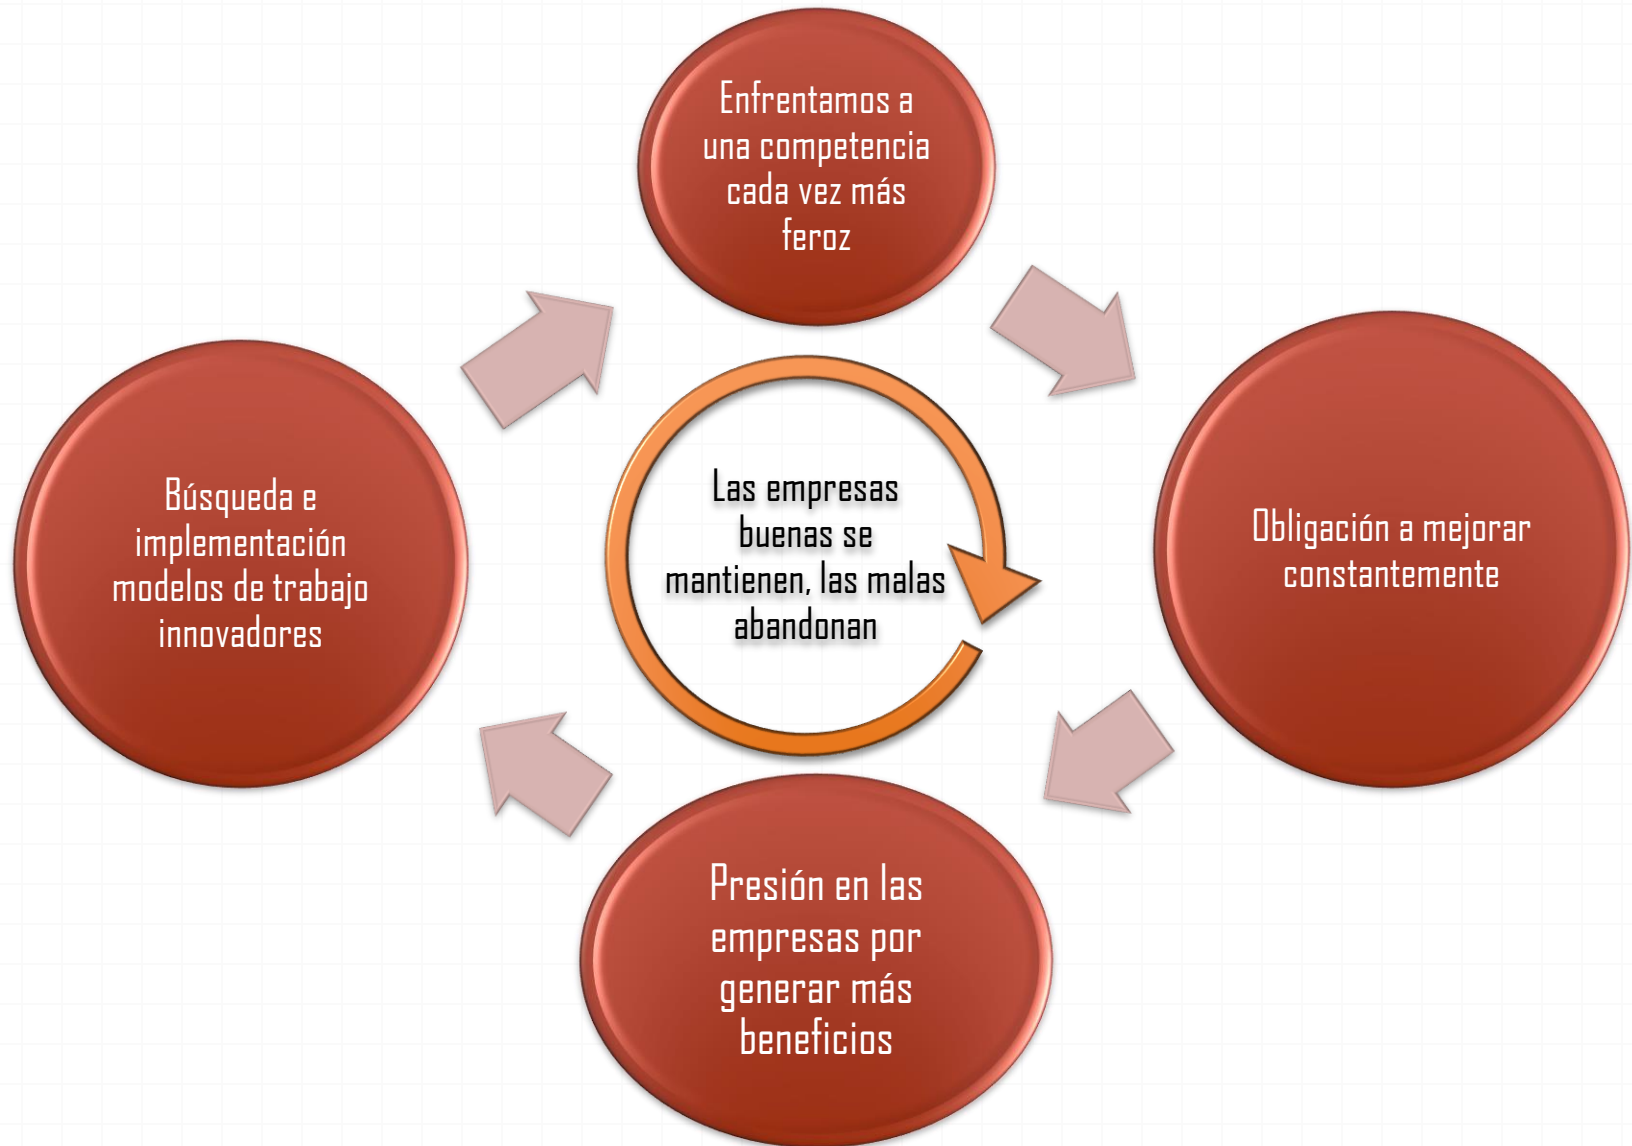 Enfrentamos a
una competencia
cada vez más
feroz
Obligación a mejorar
constantemente
Presión en las
empresas por
generar más
beneficios
Búsqueda e
implementación
modelos de trabajo
innovadores
Las empresas
buenas se
mantienen, las malas
abandonan